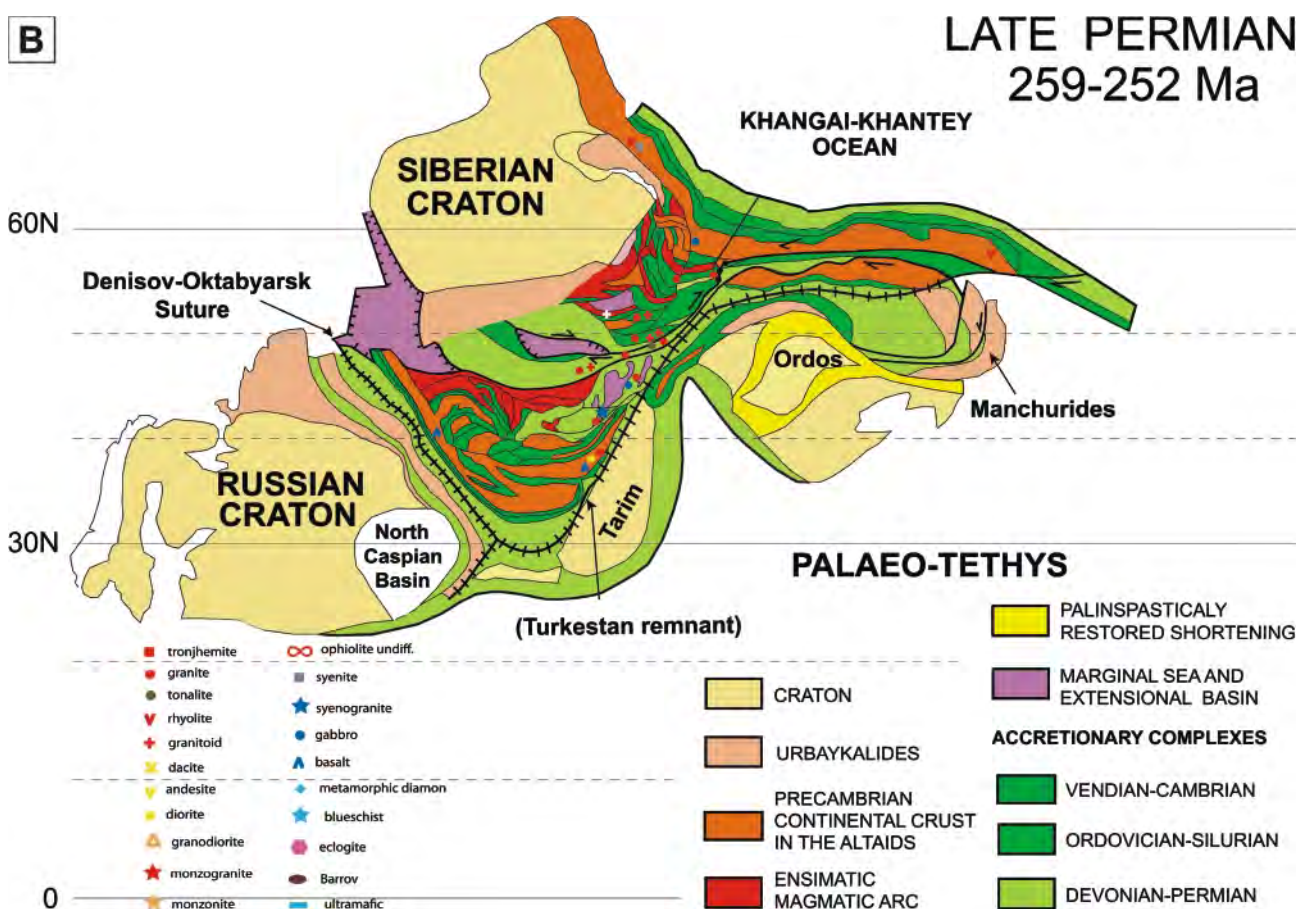 B
LATE PERMIAN
259-252 Ma
KHANGAI-KHANTEY
OCEAN
SIBERIAN
CRATON
60N
Denisov-Oktabyarsk
Suture
Ordos
Manchurides
RUSSIAN
CRATON
Tarim
North
Caspian
Basin
30N
PALAEO-TETHYS
(Turkestan remnant)
tronjhemite
granite
tonalite
rhyolite
granitoid
dacite
andesite
diorite
granodiorite
monzogranite
monzonite
ophiolite undiff.
syenite
syenogranite
gabbro
basalt
metamorphic diamon
blueschist
eclogite
Barrov
ultramafic
0
CRATON
URBAYKALIDES
PRECAMBRIAN
CONTINENTAL CRUST
IN THE ALTAIDS
ENSIMATIC
MAGMATIC ARC
PALINSPASTICALY
RESTORED SHORTENING
MARGINAL SEA AND
EXTENSIONAL BASIN
ACCRETIONARY COMPLEXES
VENDIAN-CAMBRIAN
ORDOVICIAN-SILURIAN
DEVONIAN-PERMIAN